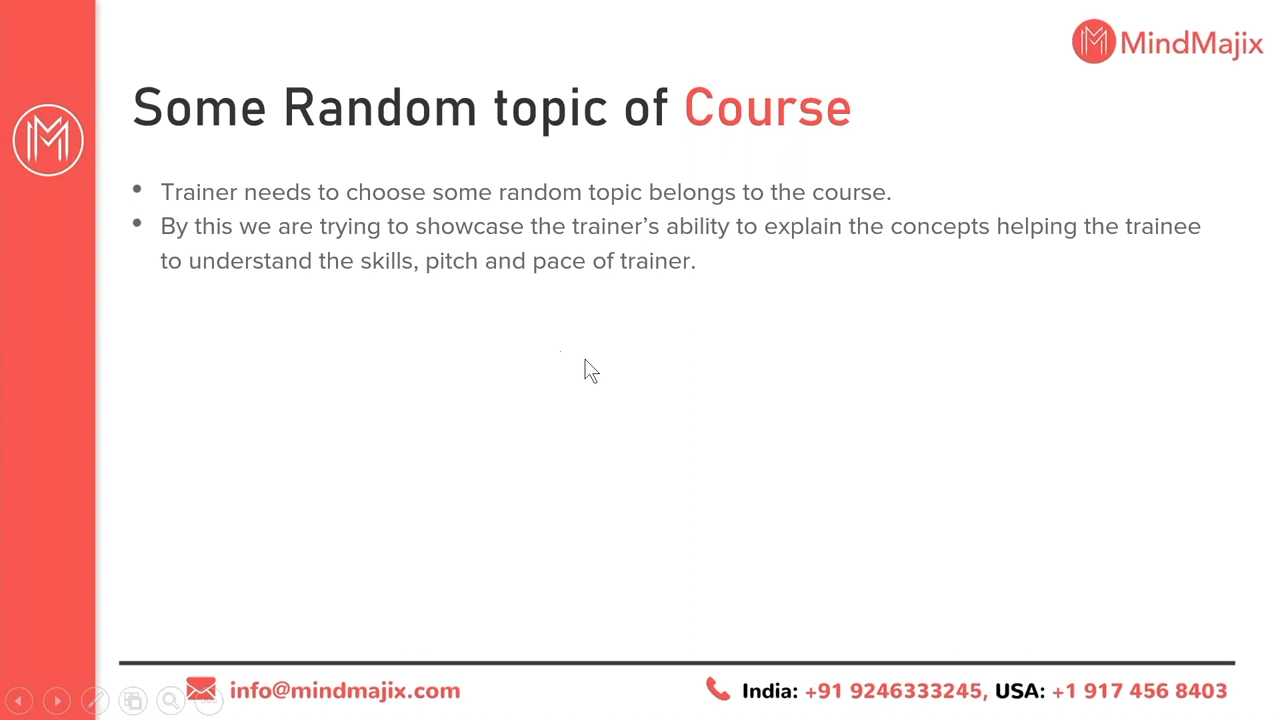 MindMajix
Some Random topic of Course
• Trainer needs to choose some random topic belongs to the course.
• By this we are trying to showcase the trainer's ability to explain the concepts helping the trainee
to understand the skills, pitch and pace of trainer.
info@mindmajix.com
India: +91 9246333245, USA: +1 917 456 8403